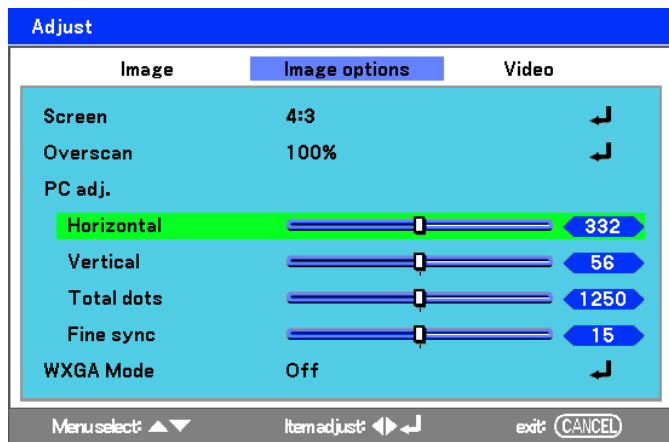 Adjust
Image Image options Video
Screen 4:3
Overscan 100%
PC adj.
Horizontal 332
Vertical 56
Total dots 1250
Fine sync 15
WXGA Mode Off
Menu select: Item adjust: exit: CANCEL